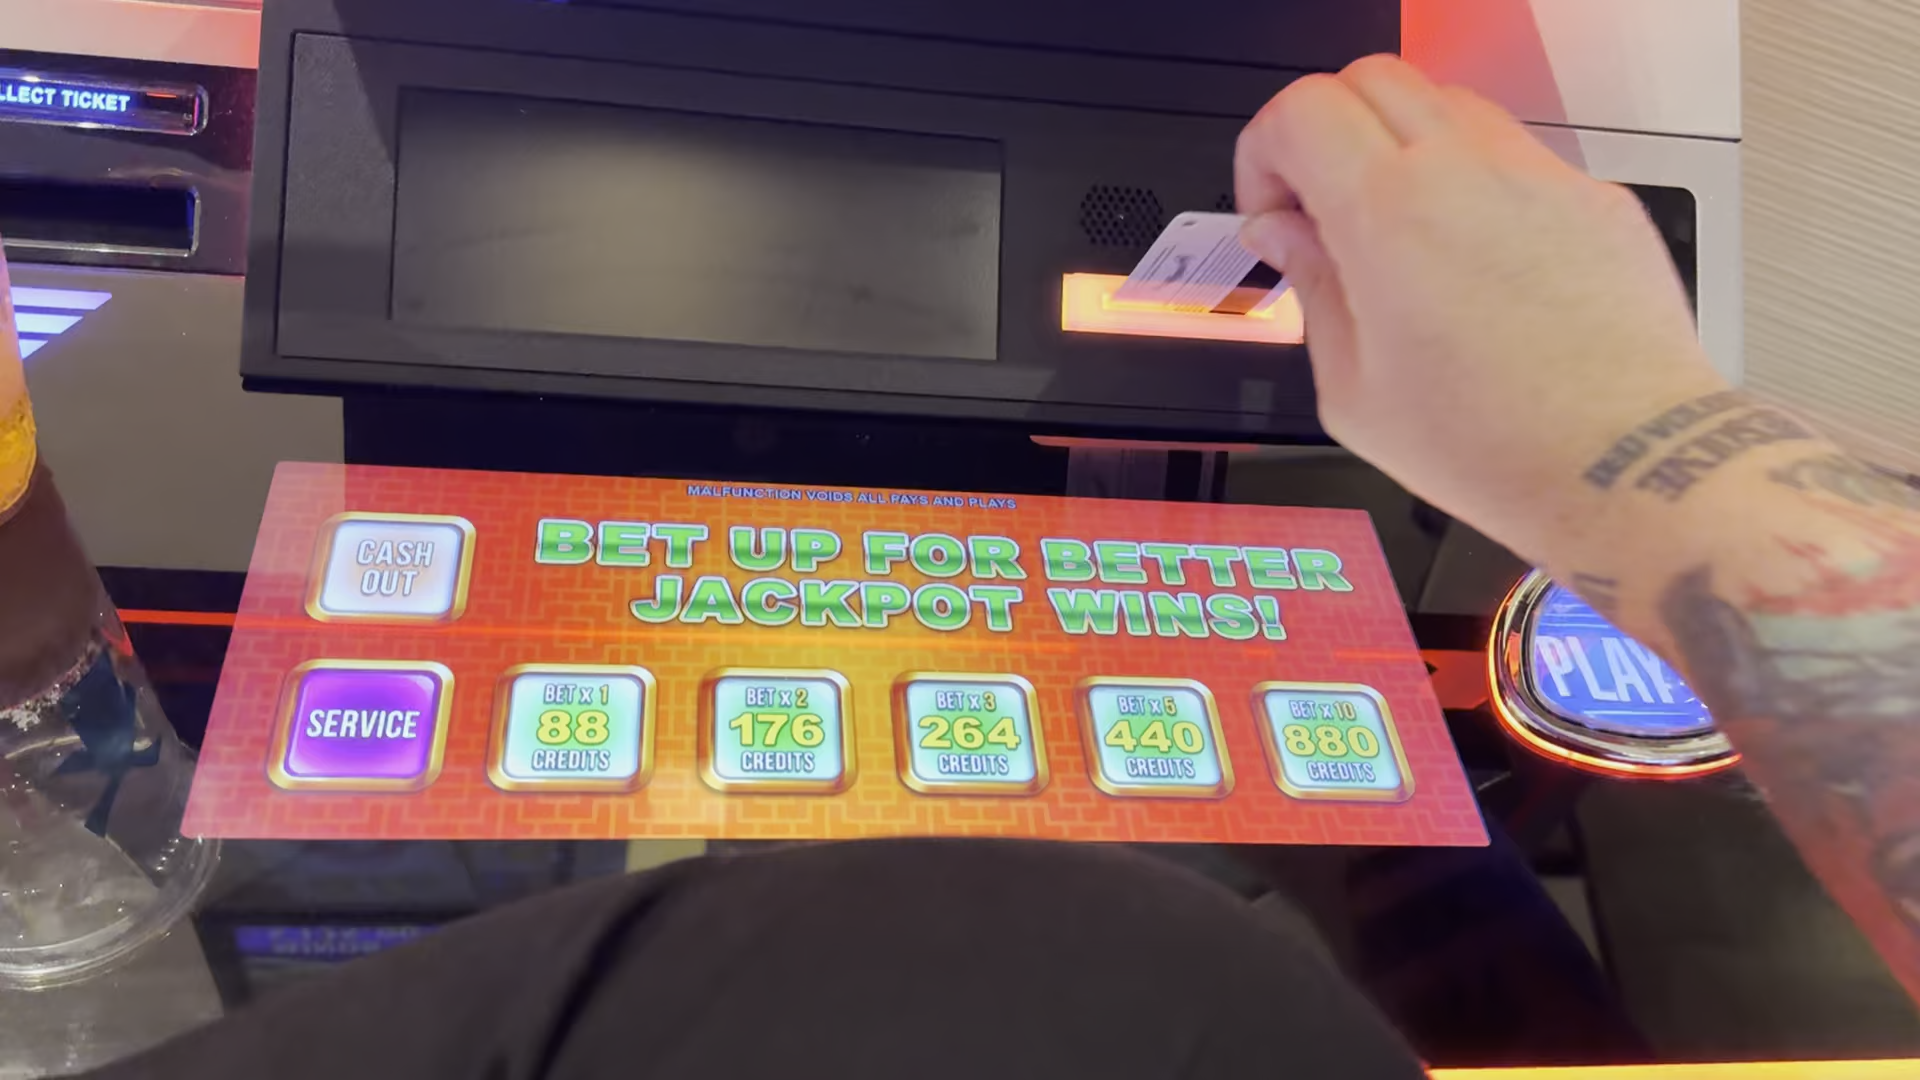 LLECT TICKET
MALFUNCTION VOIDS ALL PAYS AND PLAYS
CASH
OUT
BET UP FOR BETTER
JACKPOT WINS!
SERVICE
BET x 1
88
CREDITS
BET x 2
176
CREDITS
BET x 3
264
CREDITS
BET x 5
440
CREDITS
BET x 10
880
CREDITS
PLAY